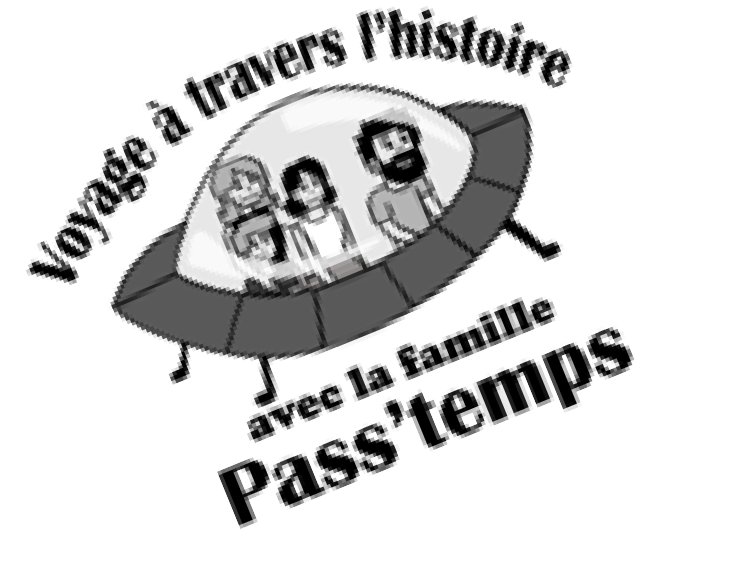 Voyage à travers l'histoire
avec la famille
Pass'temps